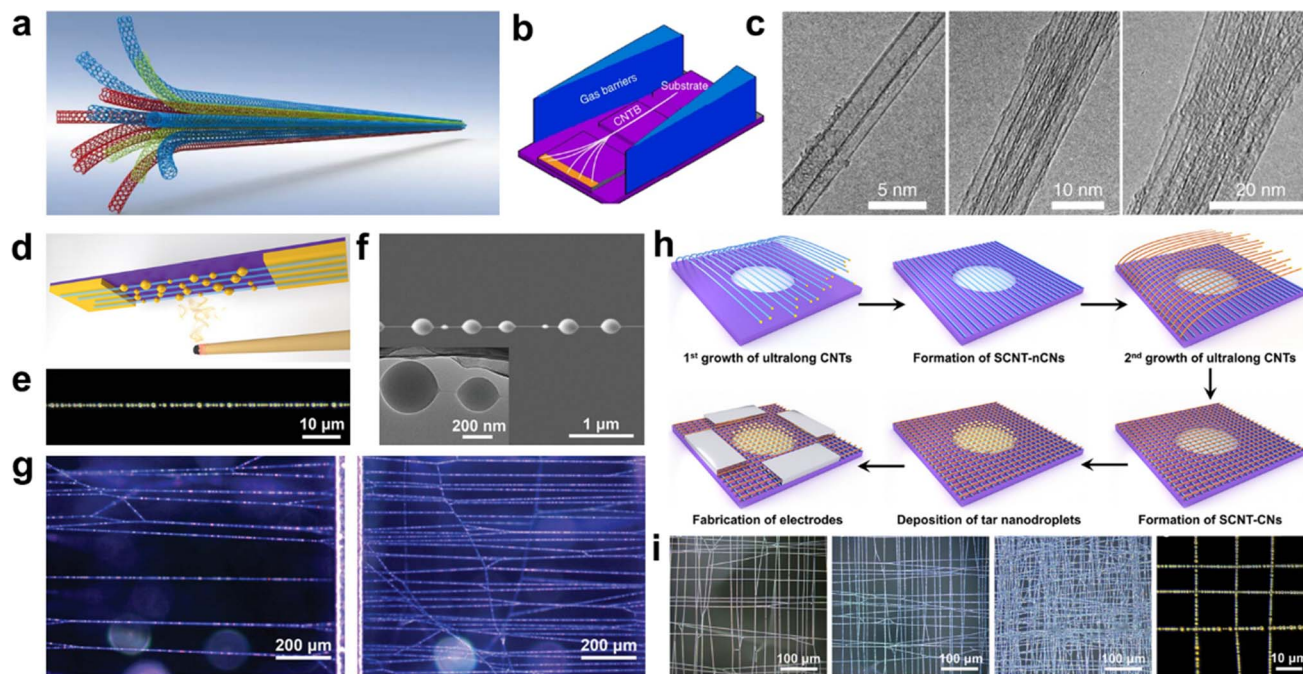 a
b
Gas barriers
Substrate
CNTB
c
5 nm
10 nm
20 nm
d
e
10 µm
f
200 nm
1 µm
g
200 µm
200 µm
h
1st growth of ultralong CNTs
Formation of SCNT-nCNs
2nd growth of ultralong CNTs
Fabrication of electrodes
Deposition of tar nanodroplets
Formation of SCNT-CNs
i
100 µm
100 µm
100 µm
10 µm